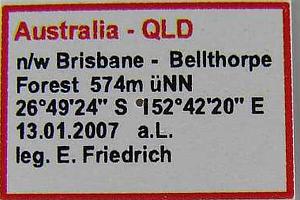 Australia - QLD
n/w Brisbane - Bellthorpe
Forest 574m üNN
26°49'24" S 152°42'20" E
13.01.2007 a.L.
leg. E. Friedrich